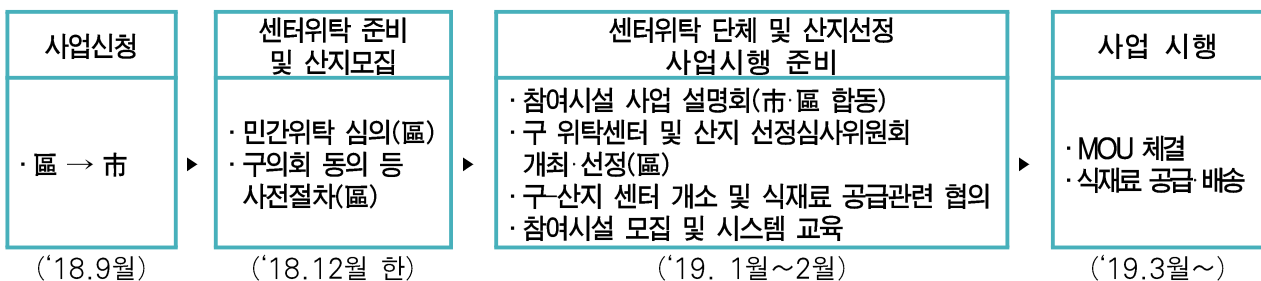 사업신청
· 區 → 市
('18.9월)
▶
센터위탁 준비
및 산지모집
· 민간위탁 심의(區)
· 구의회 동의 등
사전절차(區)
('18.12월 한)
▶
센터위탁 단체 및 산지선정
사업시행 준비
· 참여시설 사업 설명회(市·區 합동)
· 구 위탁센터 및 산지 선정심사위원회
개최·선정(區)
· 구-산지 센터 개소 및 식재료 공급관련 협의
· 참여시설 모집 및 시스템 교육
('19. 1월~2월)
▶
사업 시행
· MOU 체결
· 식재료 공급·배송
('19.3월~)